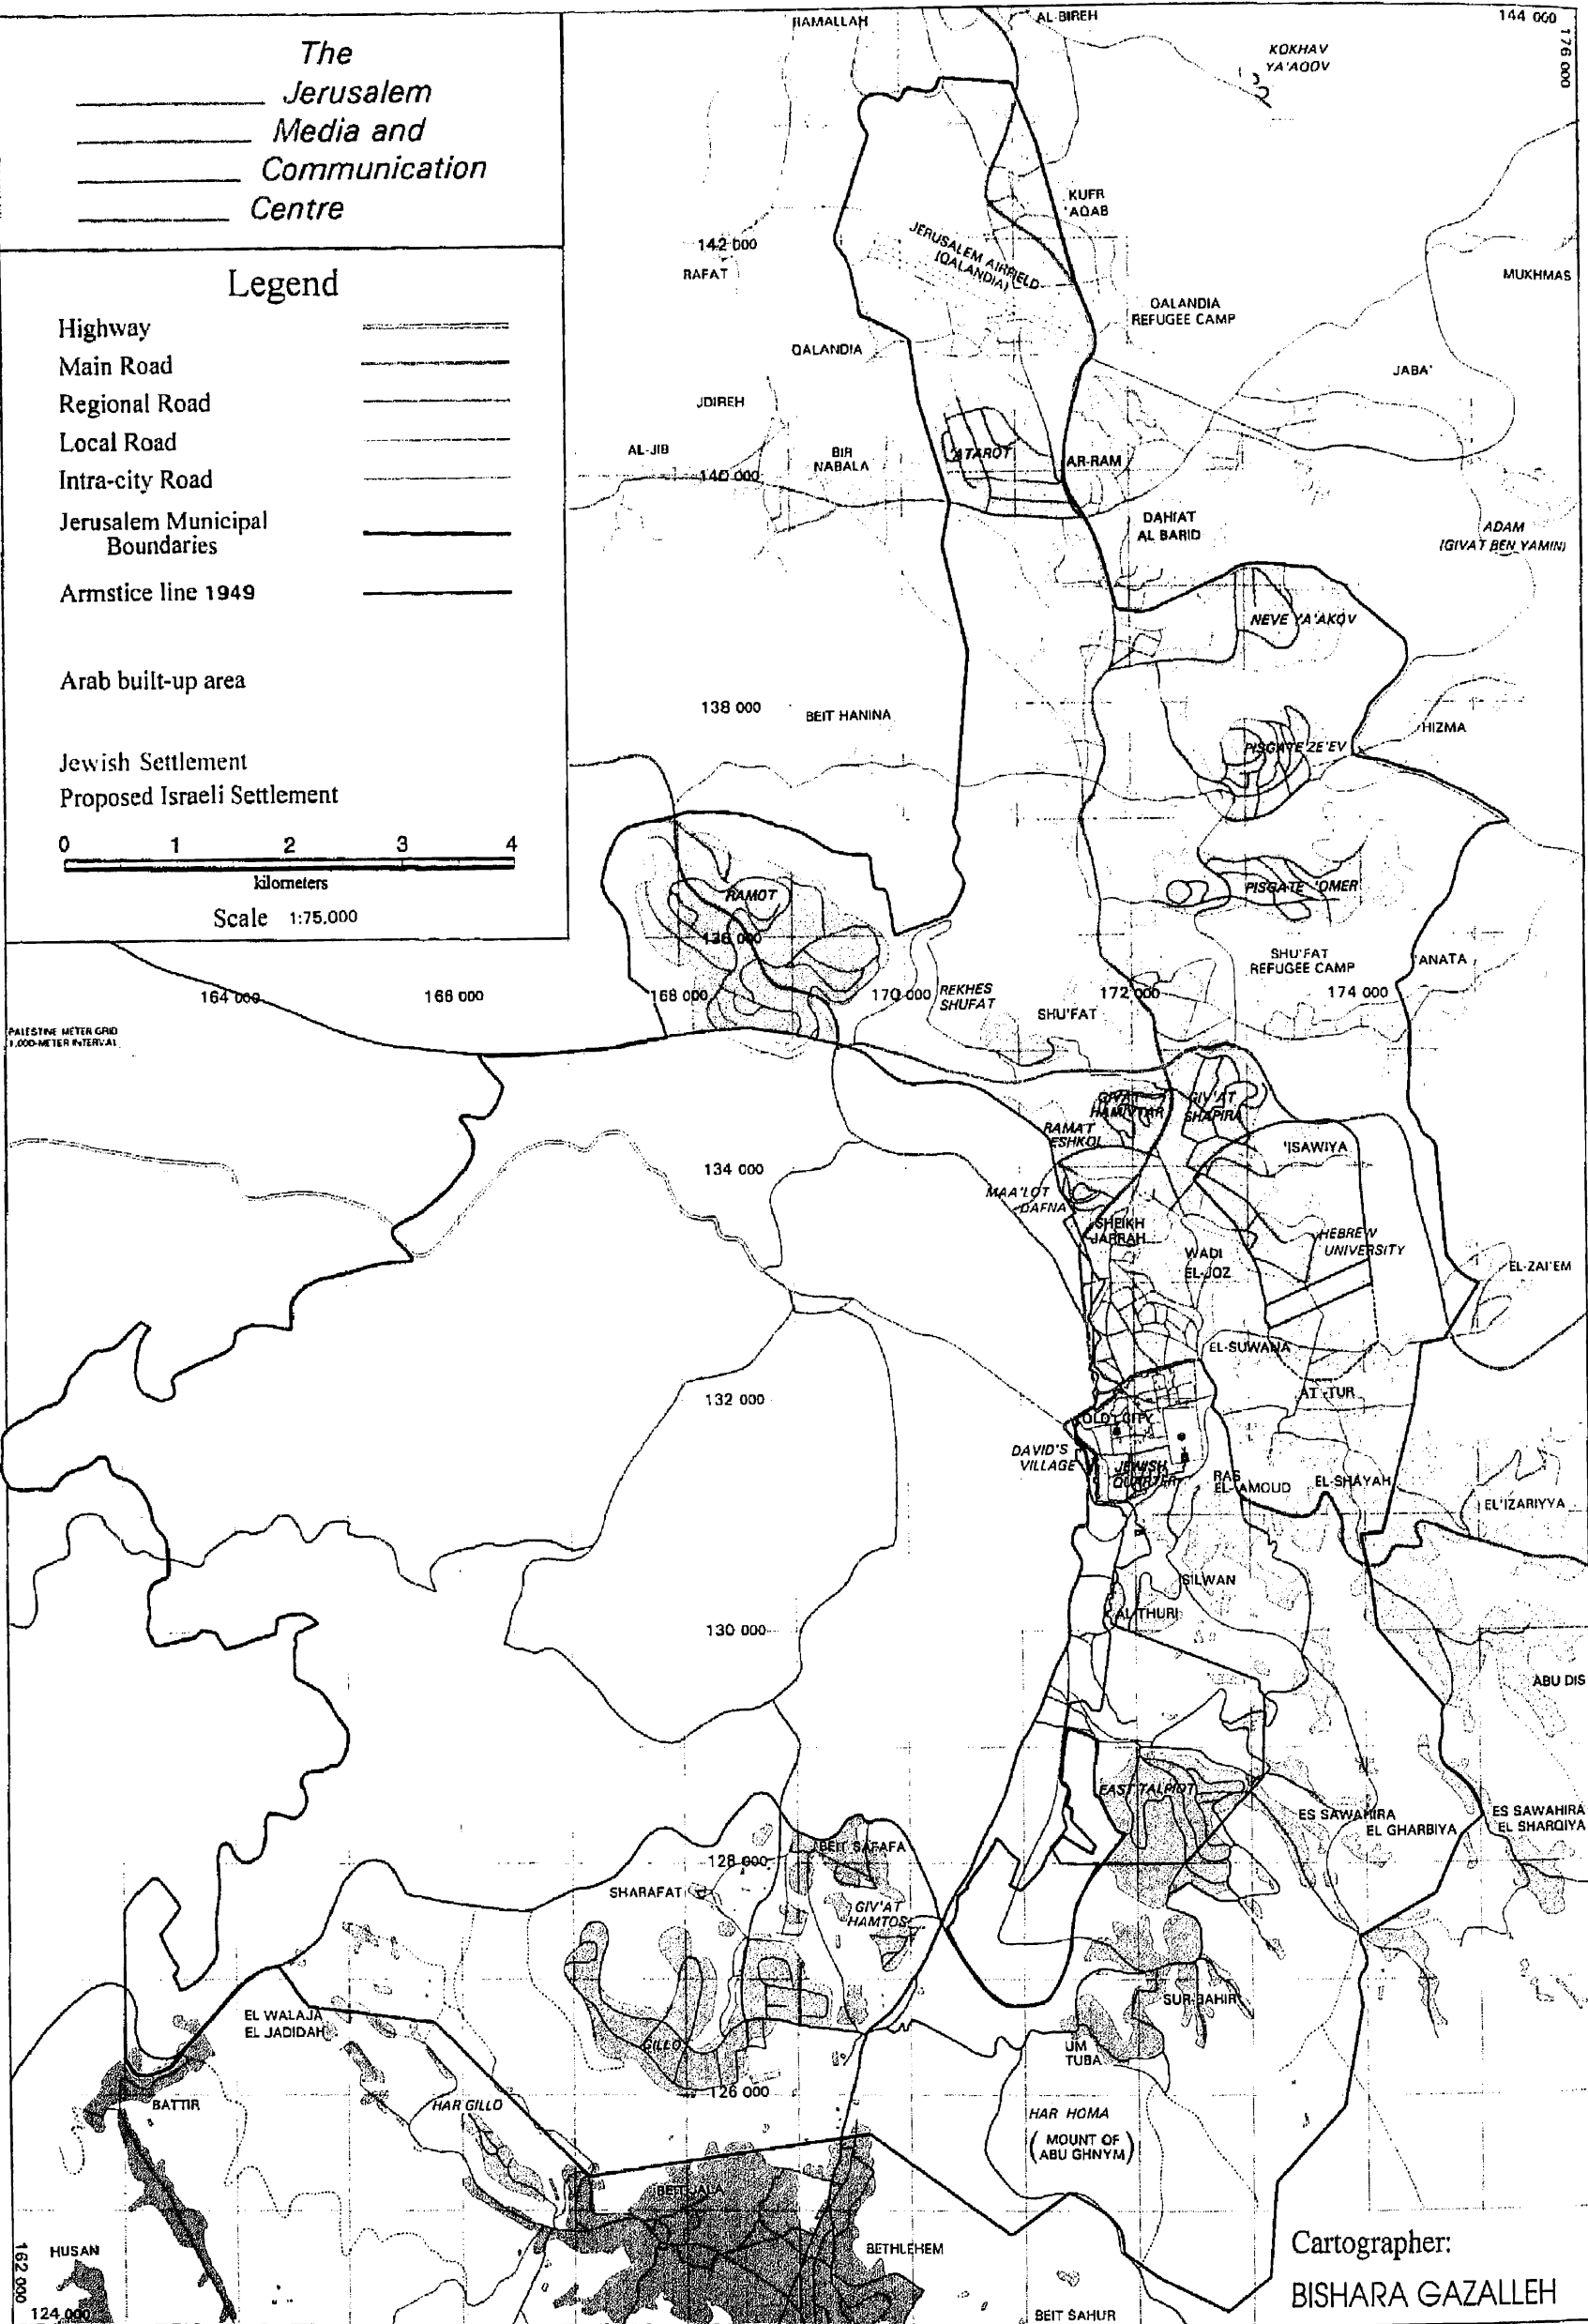 The
Jerusalem
Media and
Communication
Centre
Legend
Highway
Main Road
Regional Road
Local Road
Intra-city Road
Jerusalem Municipal
Boundaries
Armstice line 1949
Arab built-up area
Jewish Settlement
Proposed Israeli Settlement
0 1 2 3 4
kilometers
Scale 1:75,000
RAMALLAH
AL-BIREH
144 000
176 000
KOKHAV
YA'AQOV
KUFR
'AQAB
142 000
RAFAT
JERUSALEM AIRFIELD
(QALANDIA)
MUKHMAS
QALANDIA
REFUGEE CAMP
QALANDIA
JABA'
JDIREH
AL-JIB
BIR
NABALA
'ATAROT
AR-RAM
140 000
DAHIAT
AL BARID
ADAM
(GIVAT BEN YAMIN)
NEVE YA'AKOV
138 000
BEIT HANINA
HIZMA
PISGATE ZE'EV
RAMOT
PISGATE 'OMER
136 000
SHU'FAT
REFUGEE CAMP
'ANATA
164 000
166 000
168 000
170 000
REKHES
SHUFAT
172 000
174 000
SHU'FAT
PALESTINE METER GRID
1,000-METER INTERVAL
GIV'AT
HAMIVTAR
GIV'AT
SHAPIRA
RAMAT
ESHKOL
'ISAWIYA
134 000
MAA'LOT
DAFNA
SHEIKH
JARRAH
WADI
EL-JOZ
HEBREW
UNIVERSITY
EL-ZAI'EM
EL-SUWANA
132 000
AT-TUR
OLD CITY
DAVID'S
VILLAGE
JEWISH
QUARTER
RAS
EL-AMOUD
EL-SHAYAH
EL'IZARIYYA
SILWAN
AL-THURI
130 000
ABU DIS
EAST TALPIOT
ES SAWAHIRA
EL GHARBIYA
ES SAWAHIRA
EL SHARQIYA
BEIT SAFAFA
128 000
SHARAFAT
GIV'AT
HAMTOS
SUR BAHIR
EL WALAJA
EL JADIDAH
GILLO
UM
TUBA
126 000
BATTIR
HAR GILLO
HAR HOMA
(MOUNT OF
ABU GHNYM)
BEIT JALA
162 000
HUSAN
BETHLEHEM
124 000
BEIT SAHUR
Cartographer:
BISHARA GAZALLEH